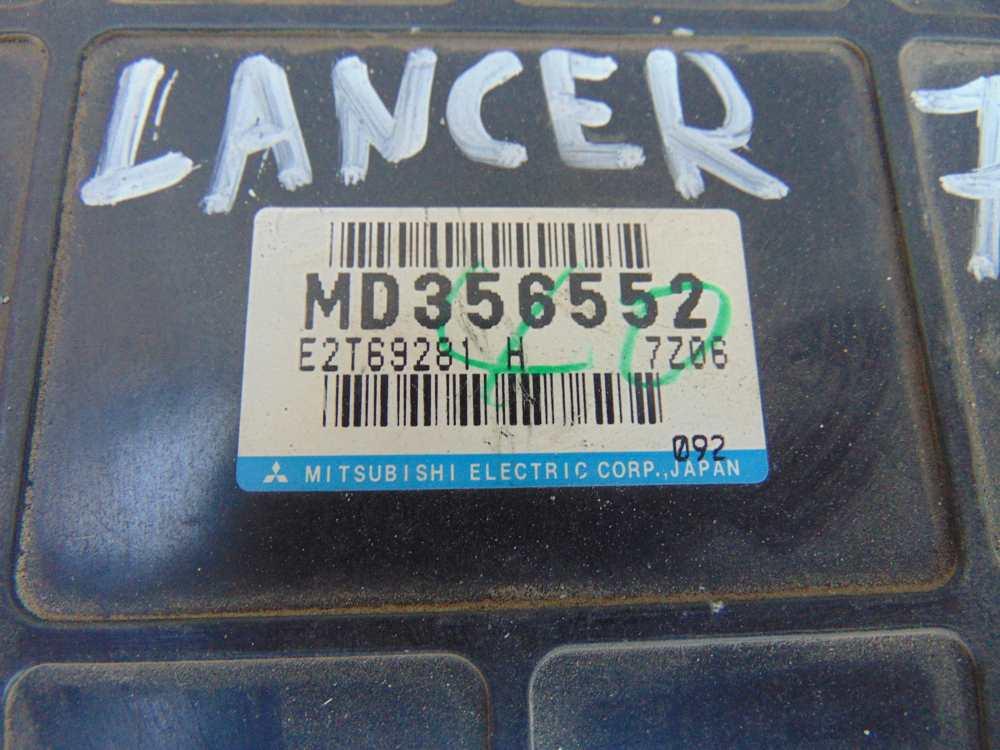 LANCER
MD356552
E2T69281 H 7Z06
092
MITSUBISHI ELECTRIC CORP.,JAPAN